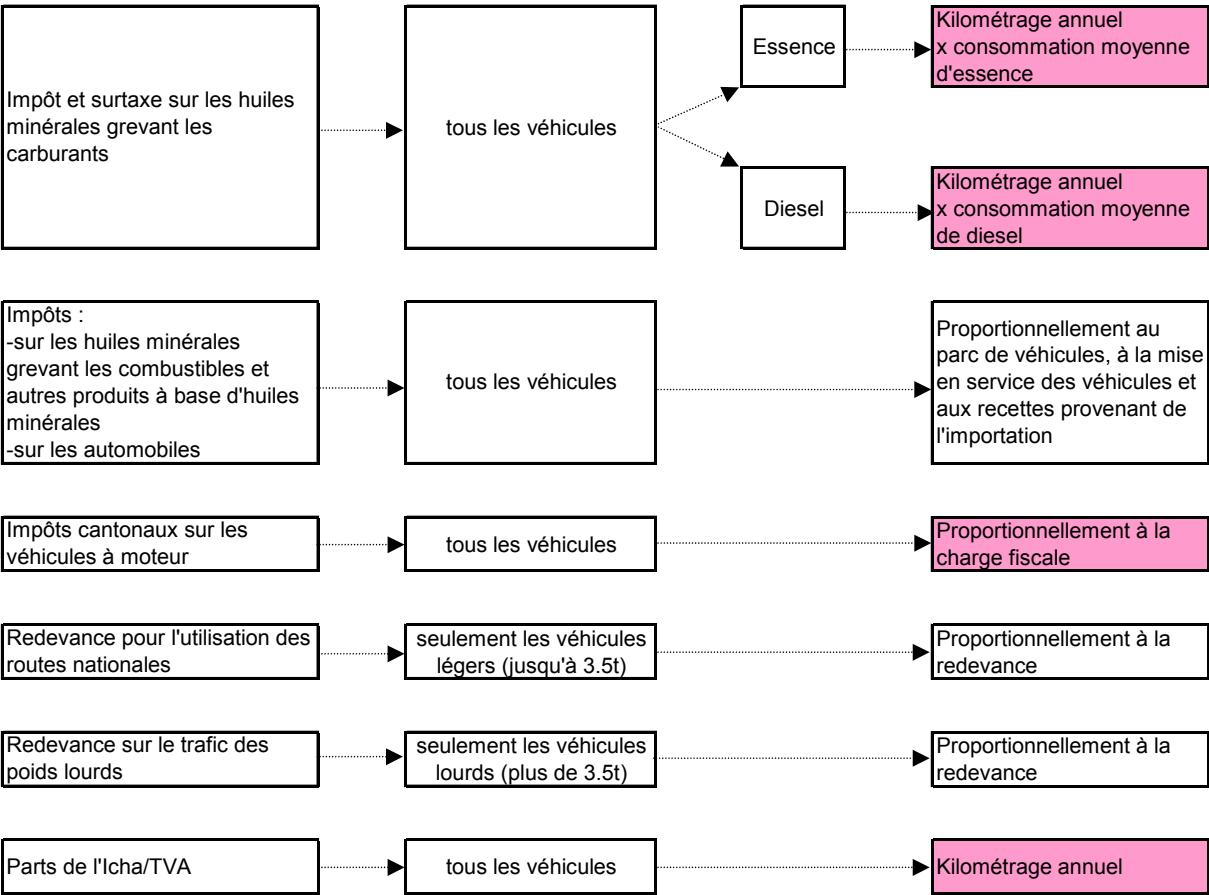 Impôt et surtaxe sur les huiles
minérales grevant les
carburants
tous les véhicules
Essence
Kilométrage annuel
x consommation moyenne
d'essence
Diesel
Kilométrage annuel
x consommation moyenne
de diesel
Impôts :
-sur les huiles minérales
grevant les combustibles et
autres produits à base d'huiles
minérales
-sur les automobiles
tous les véhicules
Proportionnellement au
parc de véhicules, à la mise
en service des véhicules et
aux recettes provenant de
l'importation
Impôts cantonaux sur les
véhicules à moteur
tous les véhicules
Proportionnellement à la
charge fiscale
Redevance pour l'utilisation des
routes nationales
seulement les véhicules
légers (jusqu'à 3.5t)
Proportionnellement à la
redevance
Redevance sur le trafic des
poids lourds
seulement les véhicules
lourds (plus de 3.5t)
Proportionnellement à la
redevance
Parts de l'Icha/TVA
tous les véhicules
Kilométrage annuel